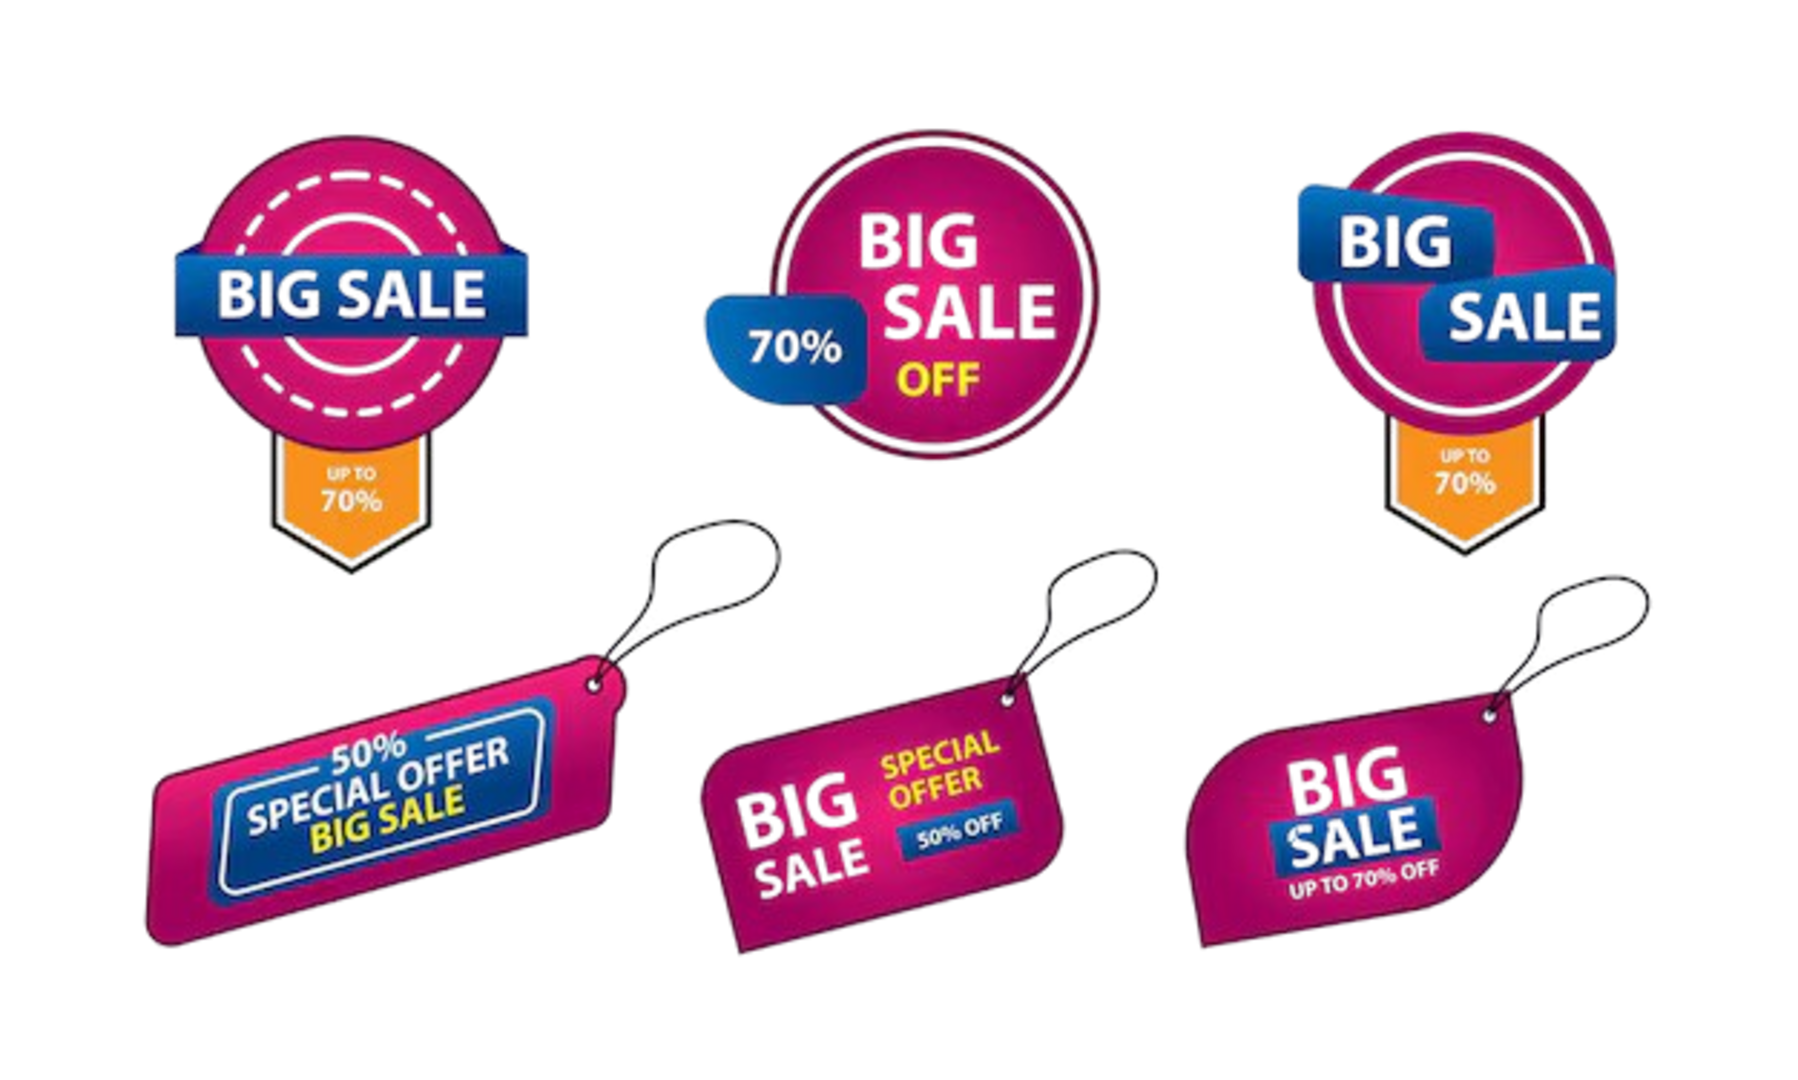 BIG SALE
UP TO
70%
BIG
SALE
70%
OFF
BIG
SALE
UP TO
70%
50%
SPECIAL OFFER
BIG SALE
BIG
SALE
SPECIAL
OFFER
50% OFF
BIG
SALE
UP TO 70% OFF